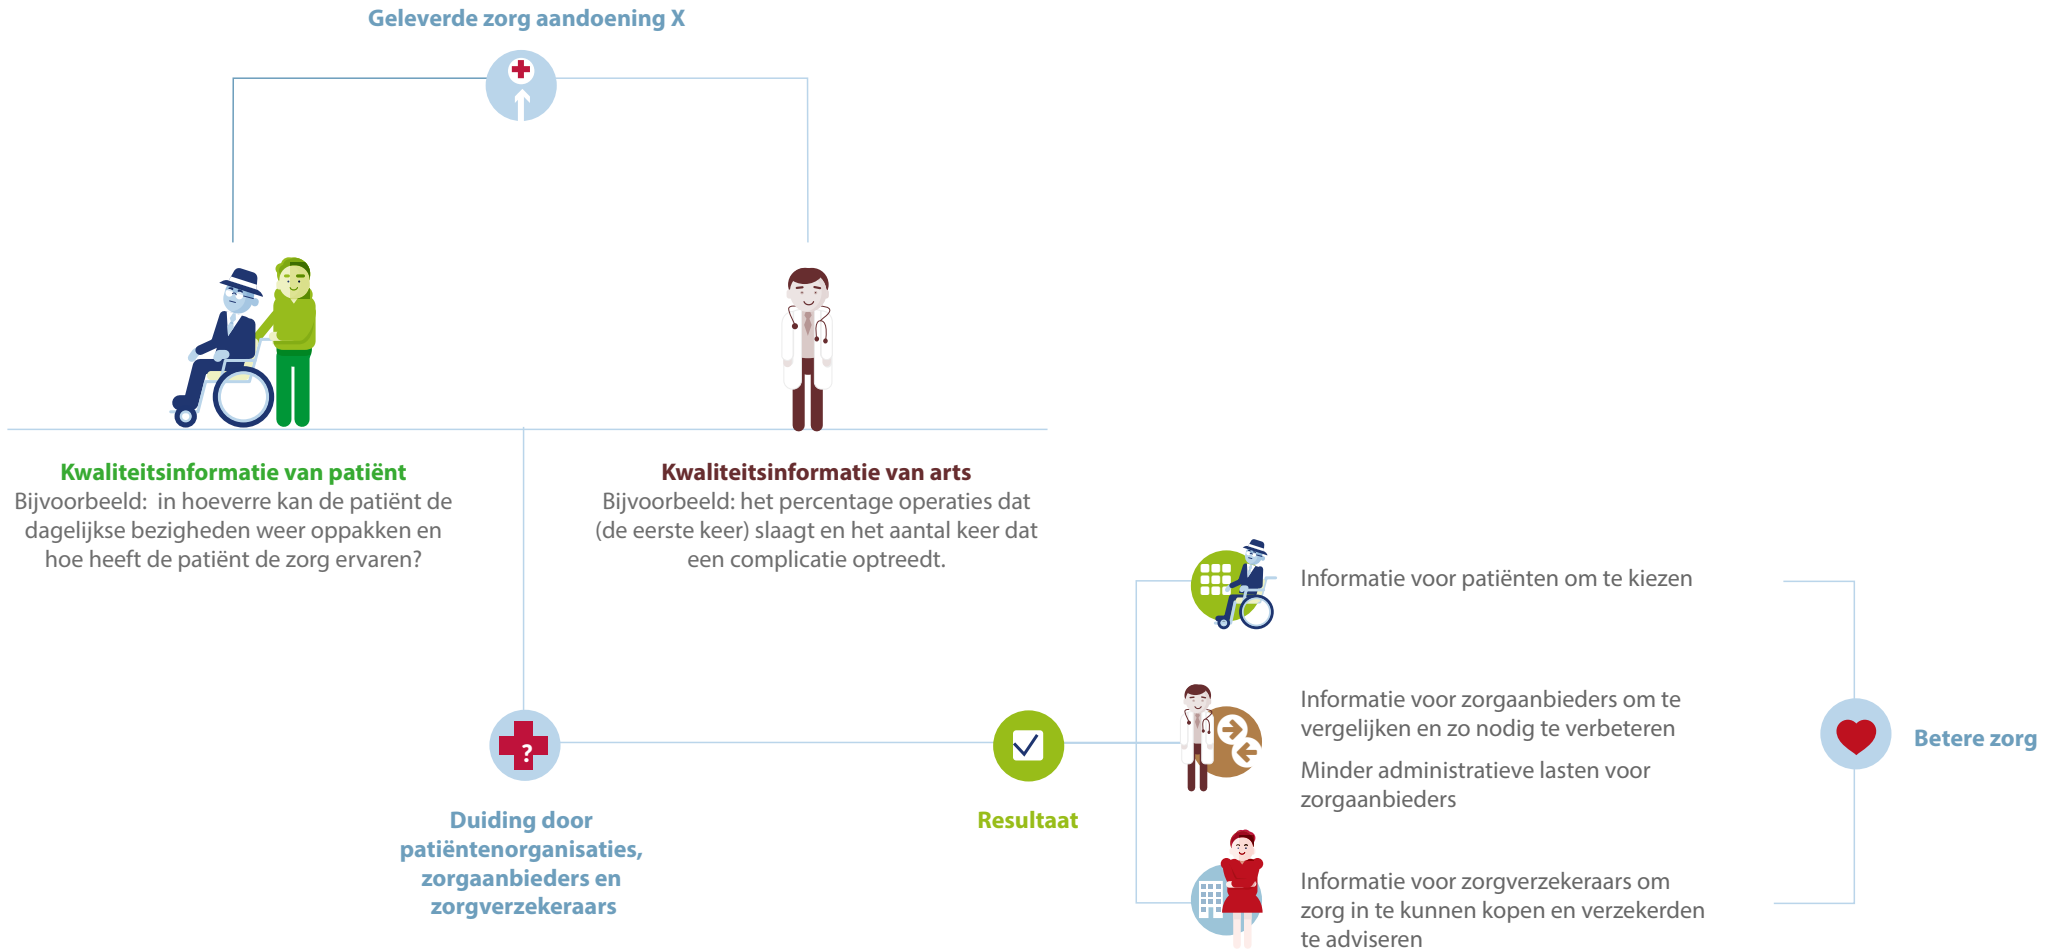 Geleverde zorg aandoening X
Kwaliteitsinformatie van patiënt
Bijvoorbeeld: in hoeverre kan de patiënt de
dagelijkse bezigheden weer oppakken en
hoe heeft de patiënt de zorg ervaren?
Kwaliteitsinformatie van arts
Bijvoorbeeld: het percentage operaties dat
(de eerste keer) slaagt en het aantal keer dat
een complicatie optreedt.
?
Duiding door
patiëntenorganisaties,
zorgaanbieders en
zorgverzekeraars
Resultaat
Informatie voor patiënten om te kiezen
Informatie voor zorgaanbieders om te
vergelijken en zo nodig te verbeteren
Minder administratieve lasten voor
zorgaanbieders
Informatie voor zorgverzekeraars om
zorg in te kunnen kopen en verzekerden
te adviseren
Betere zorg